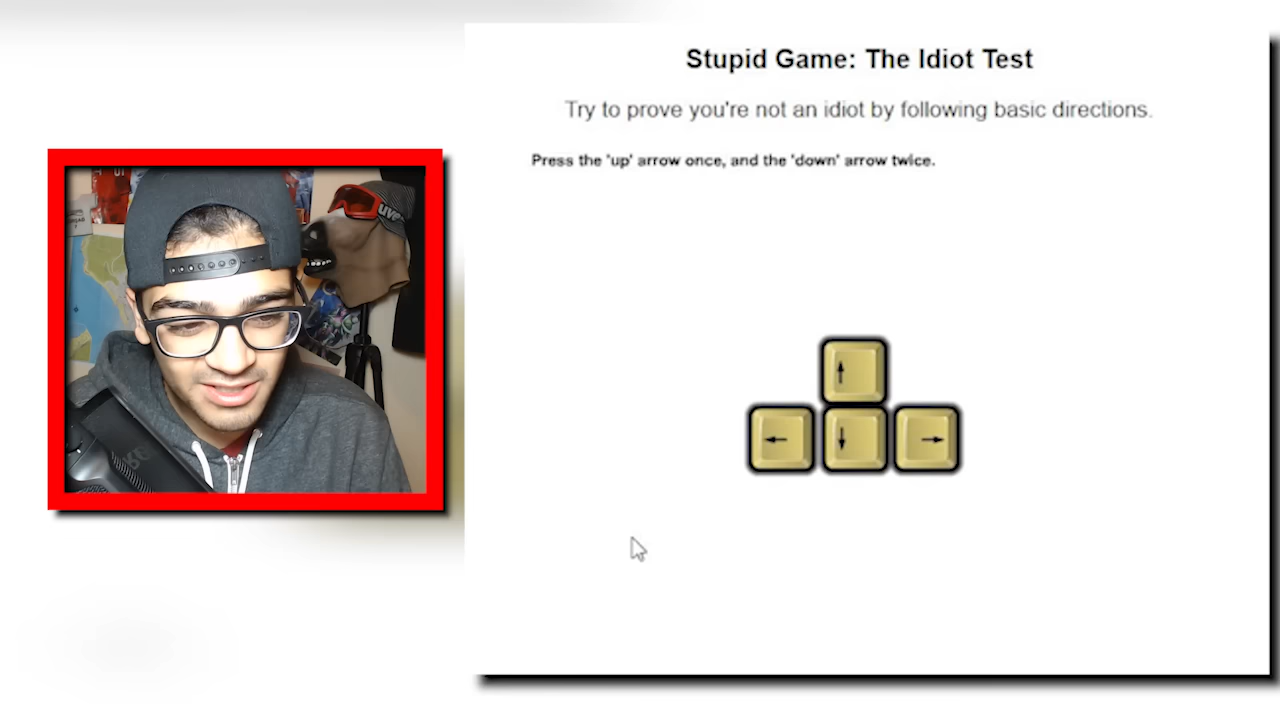 Stupid Game: The Idiot Test
Try to prove you're not an idiot by following basic directions.
Press the 'up' arrow once, and the 'down' arrow twice.
uvex